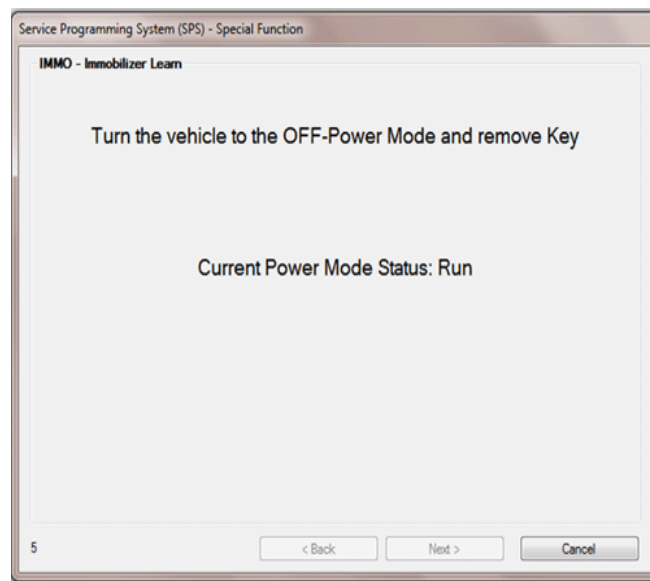 Service Programming System (SPS) - Special Function
IMMO - Immobilizer Learn
Turn the vehicle to the OFF-Power Mode and remove Key
Current Power Mode Status: Run
5
< Back
Next >
Cancel